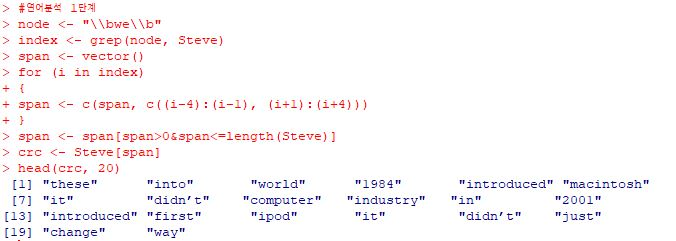 > #연어분석 1단계
> node <- "\\bwe\\b"
> index <- grep(node, Steve)
> span <- vector()
> for (i in index)
+ {
+ span <- c(span, c((i-4):(i-1), (i+1):(i+4)))
+ }
> span <- span[span>0&span<=length(Steve)]
> crc <- Steve[span]
> head(crc, 20)
[1] "these" "into" "world" "1984" "introduced" "macintosh"
[7] "it" "didn’t" "computer" "industry" "in" "2001"
[13] "introduced" "first" "ipod" "it" "didn’t" "just"
[19] "change" "way"